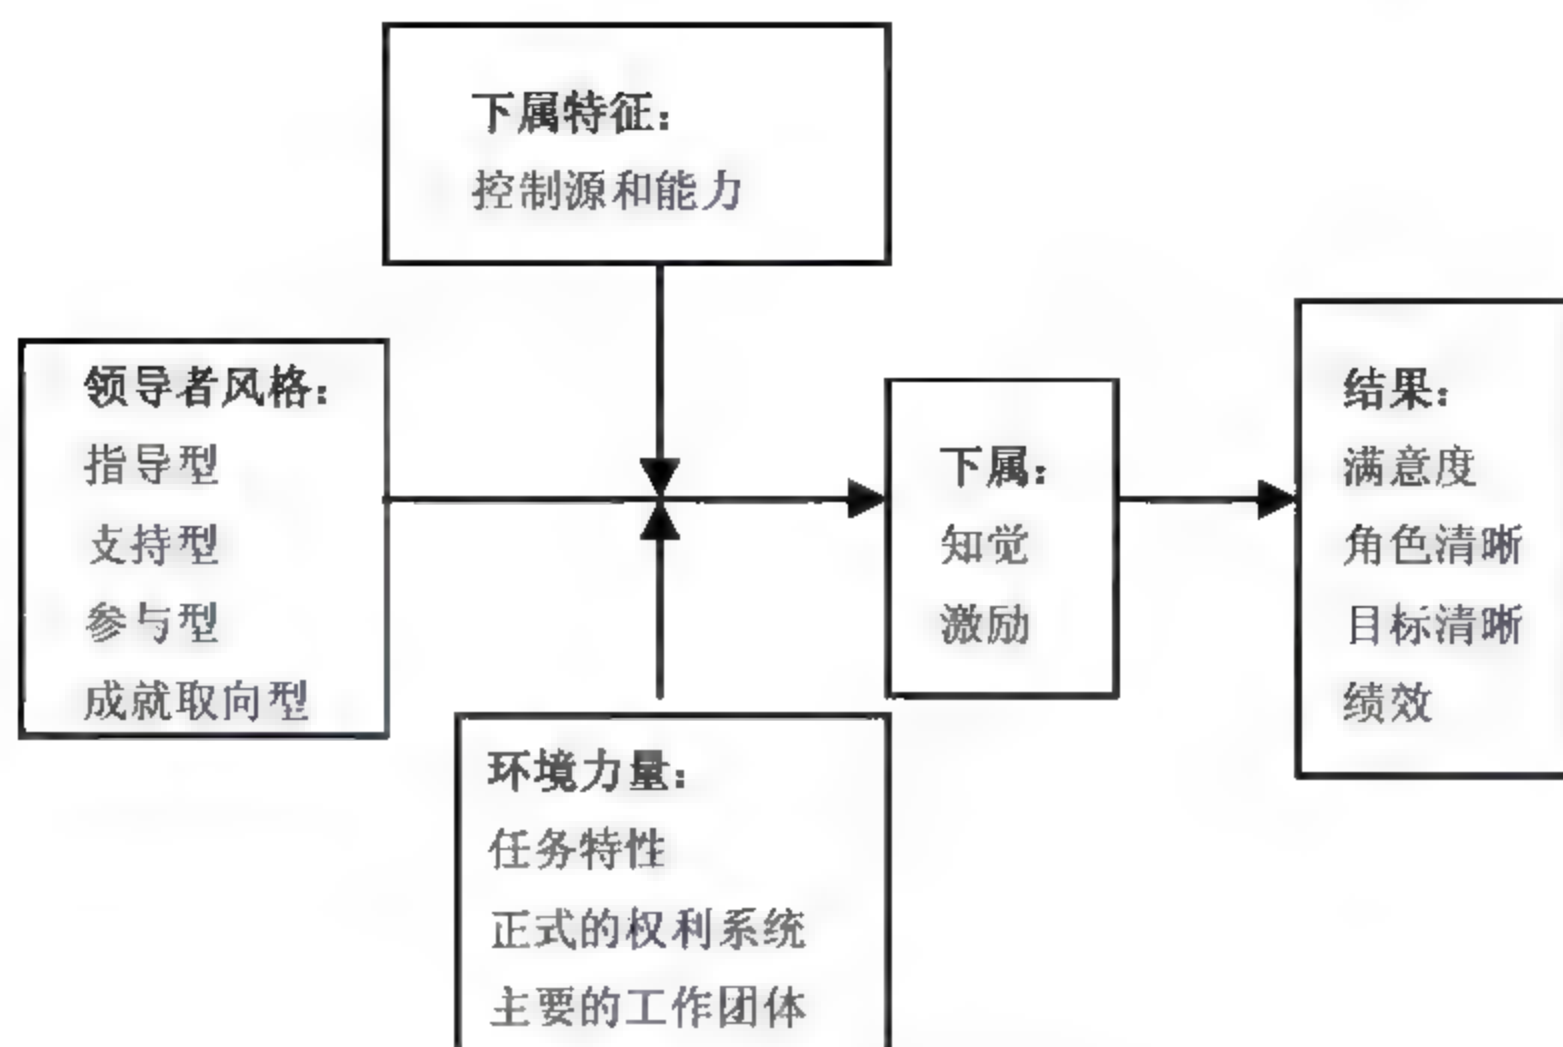 下属特征：
控制源和能力
领导者风格：
指导型
支持型
参与型
成就取向型
下属：
知觉
激励
结果：
满意度
角色清晰
目标清晰
绩效
环境力量：
任务特性
正式的权利系统
主要的工作团体